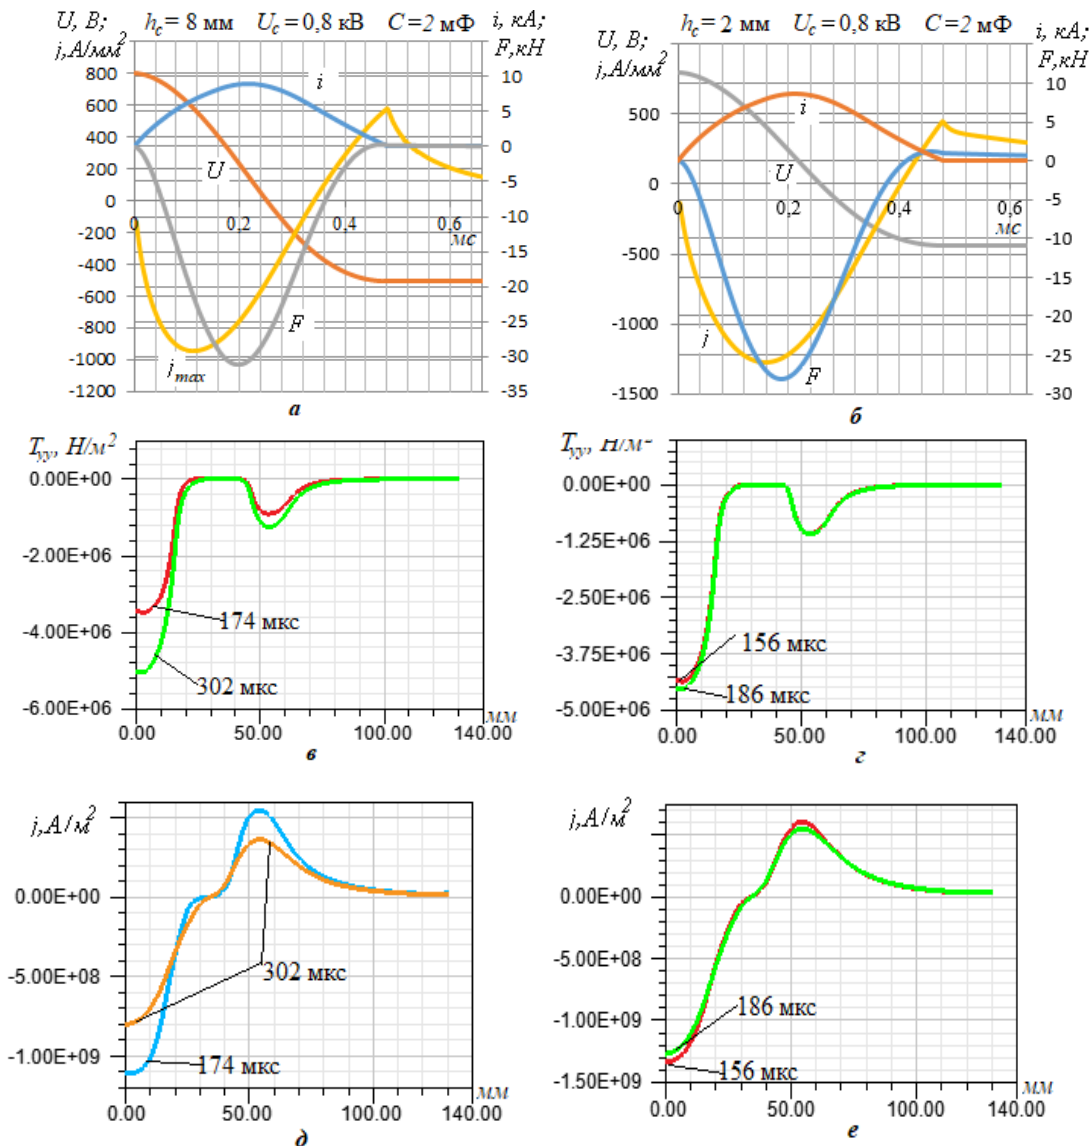 U, В;
j,А/мм²
h_c = 8 мм U_c = 0,8 кВ C = 2 мФ
i, кА;
F,кН
800
600
400
200
0
-200
-400
-600
-800
-1000
-1200
10
5
0
-5
-10
-15
-20
-25
-30
-35
i
U
0 0,2 0,4 0,6
мс
F
j_max
а
U, В;
j, А/мм²
h_c = 2 мм U_c = 0,8 кВ C = 2 мФ
i, кА;
F,кН
500
0
-500
-1000
-1500
10
5
0
-5
-10
-15
-20
-25
-30
i
U
0 0,2 0,4 0,6
мс
j
F
б
T_yy, Н/м²
0.00E+00
-2.00E+06
-4.00E+06
-6.00E+06
174 мкс
302 мкс
мм
0.00 50.00 100.00 140.00
в
T_yy, Н/м²
0.00E+00
-1.25E+06
-2.50E+06
-3.75E+06
-5.00E+06
156 мкс
186 мкс
мм
0.00 50.00 100.00 140.00
г
j,А/м²
0.00E+00
-5.00E+08
-1.00E+09
302 мкс
174 мкс
мм
0.00 50.00 100.00 140.00
д
j,А/м²
0.00E+00
-5.00E+08
-1.00E+09
-1.50E+09
186 мкс
156 мкс
мм
0.00 50.00 100.00 140.00
е